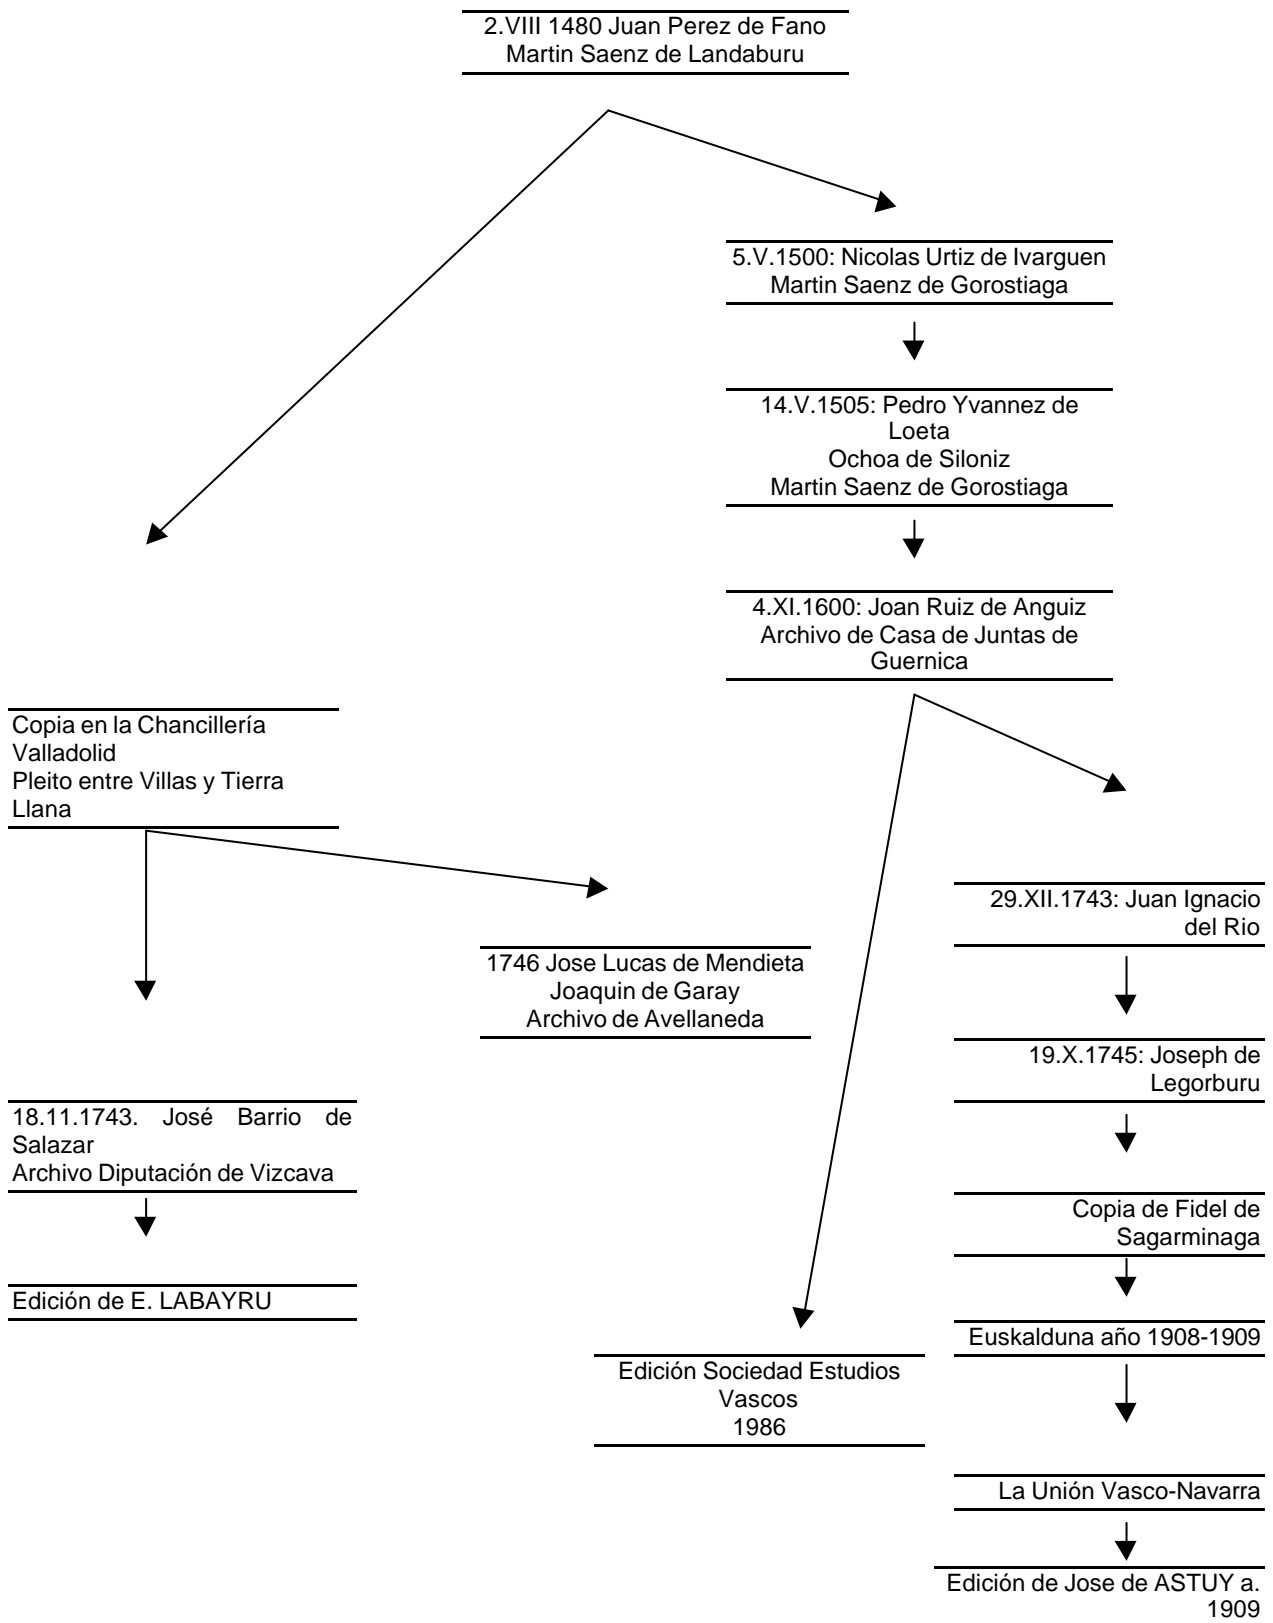 2.VIII 1480 Juan Perez de Fano
Martin Saenz de Landaburu
5.V.1500: Nicolas Urtiz de Ivarguen
Martin Saenz de Gorostiaga
14.V.1505: Pedro Yvannez de
Loeta
Ochoa de Siloniz
Martin Saenz de Gorostiaga
4.XI.1600: Joan Ruiz de Anguiz
Archivo de Casa de Juntas de
Guernica
Copia en la Chancillería
Valladolid
Pleito entre Villas y Tierra
Llana
29.XII.1743: Juan Ignacio
del Rio
1746 Jose Lucas de Mendieta
Joaquin de Garay
Archivo de Avellaneda
19.X.1745: Joseph de
Legorburu
18.11.1743. José Barrio de
Salazar
Archivo Diputación de Vizcava
Copia de Fidel de
Sagarminaga
Edición de E. LABAYRU
Euskalduna año 1908-1909
Edición Sociedad Estudios
Vascos
1986
La Unión Vasco-Navarra
Edición de Jose de ASTUY a.
1909